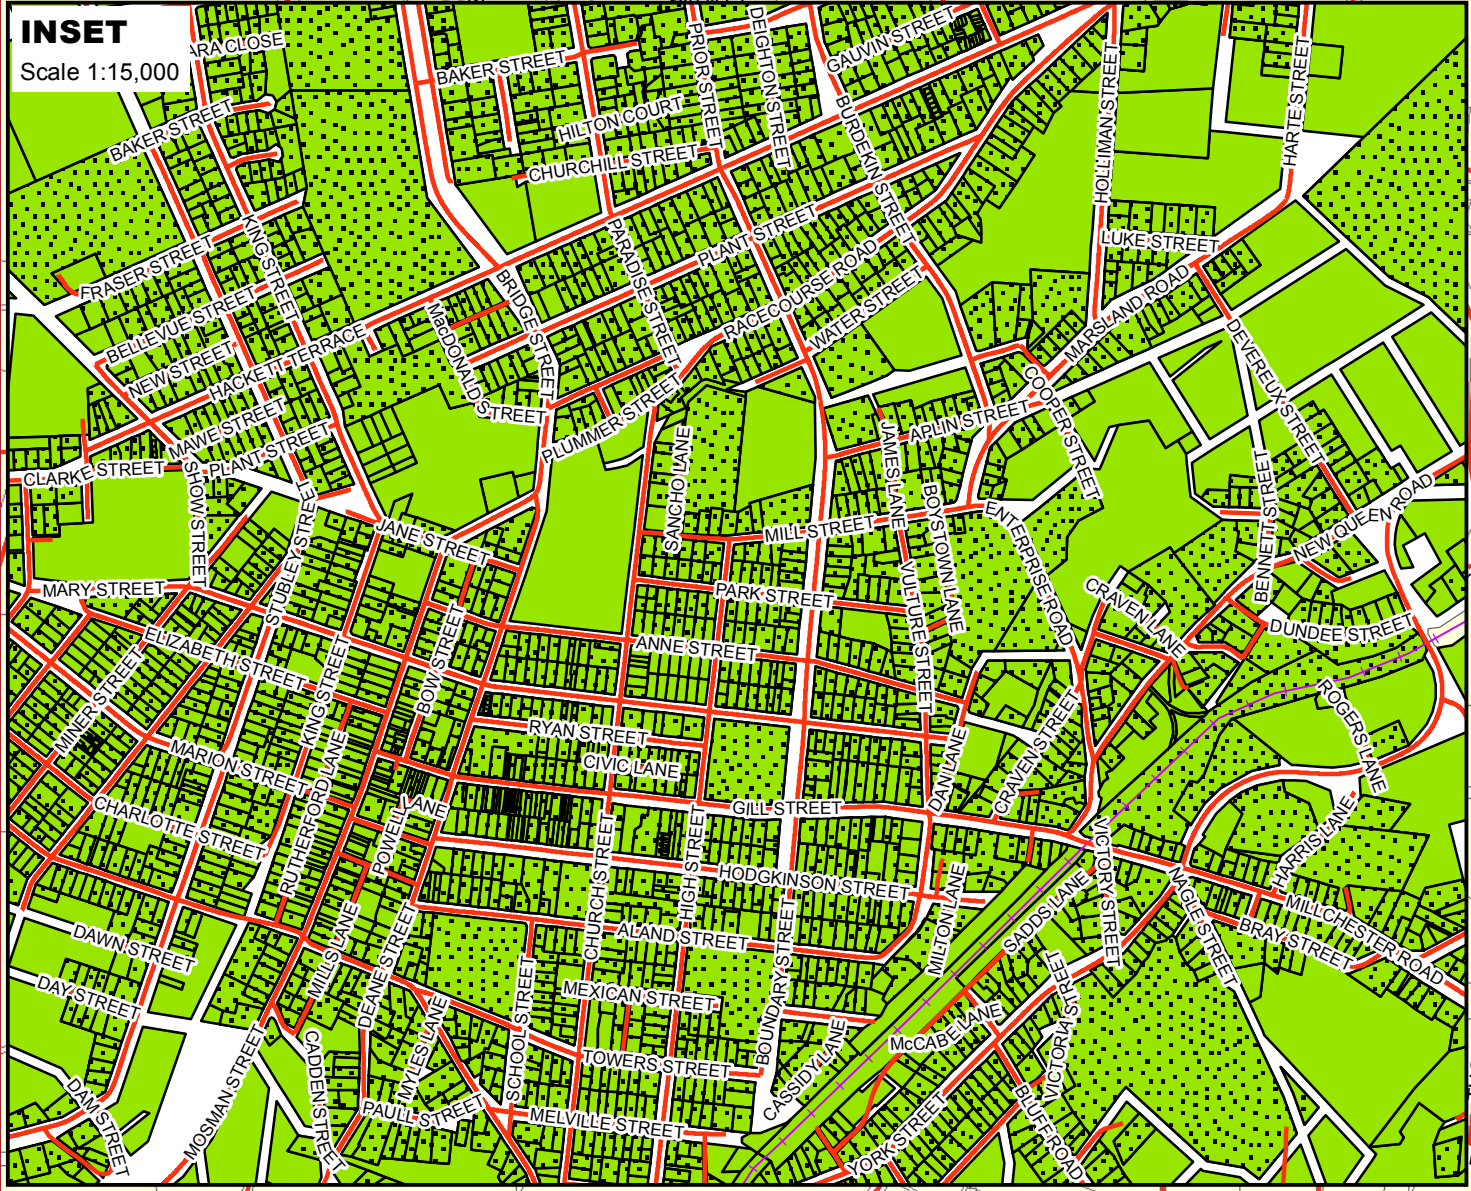 INSET
Scale 1:15,000
ARA CLOSE
BAKER STREET
BAKER STREET
HILTON COURT
CHURCHILL STREET
PRIOR STREET
DEIGHTON STREET
GAUVIN STREET
BURDEKIN STREET
HOLLIMAN STREET
HARTE STREET
LUKE STREET
MARSLAND ROAD
FRASER STREET
KING STREET
BELLEVUE STREET
NEW STREET
HACKETT TERRACE
MAWE STREET
PLANT STREET
CLARKE STREET
SHOW STREET
MacDONALD STREET
BRIDGE STREET
PARADISE STREET
PLANT STREET
RACECOURSE ROAD
WATER STREET
PLUMMER STREET
SANCHO LANE
APLIN STREET
JAMES LANE
COOPER STREET
DEVEREUX STREET
BENNETT STREET
NEW QUEEN ROAD
JANE STREET
STUBLEY STREET
MILL STREET
BOYSTOWN LANE
ENTERPRISE ROAD
MARY STREET
PARK STREET
VULTURE STREET
CRAVEN LANE
DUNDEE STREET
ELIZABETH STREET
MINER STREET
KING STREET
BOW STREET
ANNE STREET
RYAN STREET
CIVIC LANE
MARION STREET
CHARLOTTE STREET
RUTHERFORD LANE
POWELL LANE
GILL STREET
DAN LANE
CRAVEN STREET
ROGERS LANE
HARRIS LANE
HODGKINSON STREET
CHURCH STREET
HIGH STREET
MILTON LANE
SADDS LANE
VICTORY STREET
NAGLE STREET
BRAY STREET
MILLCHESTER ROAD
DAWN STREET
DAY STREET
MILLS LANE
DEANE STREET
ALAND STREET
MEXICAN STREET
BOUNDARY STREET
SCHOOL STREET
MYLES LANE
TOWERS STREET
CASSIDY LANE
McCABE LANE
VICTORIA STREET
DAM STREET
MOSMAN STREET
CADDEN STREET
PAULL STREET
MELVILLE STREET
YORK STREET
BLUFF ROAD